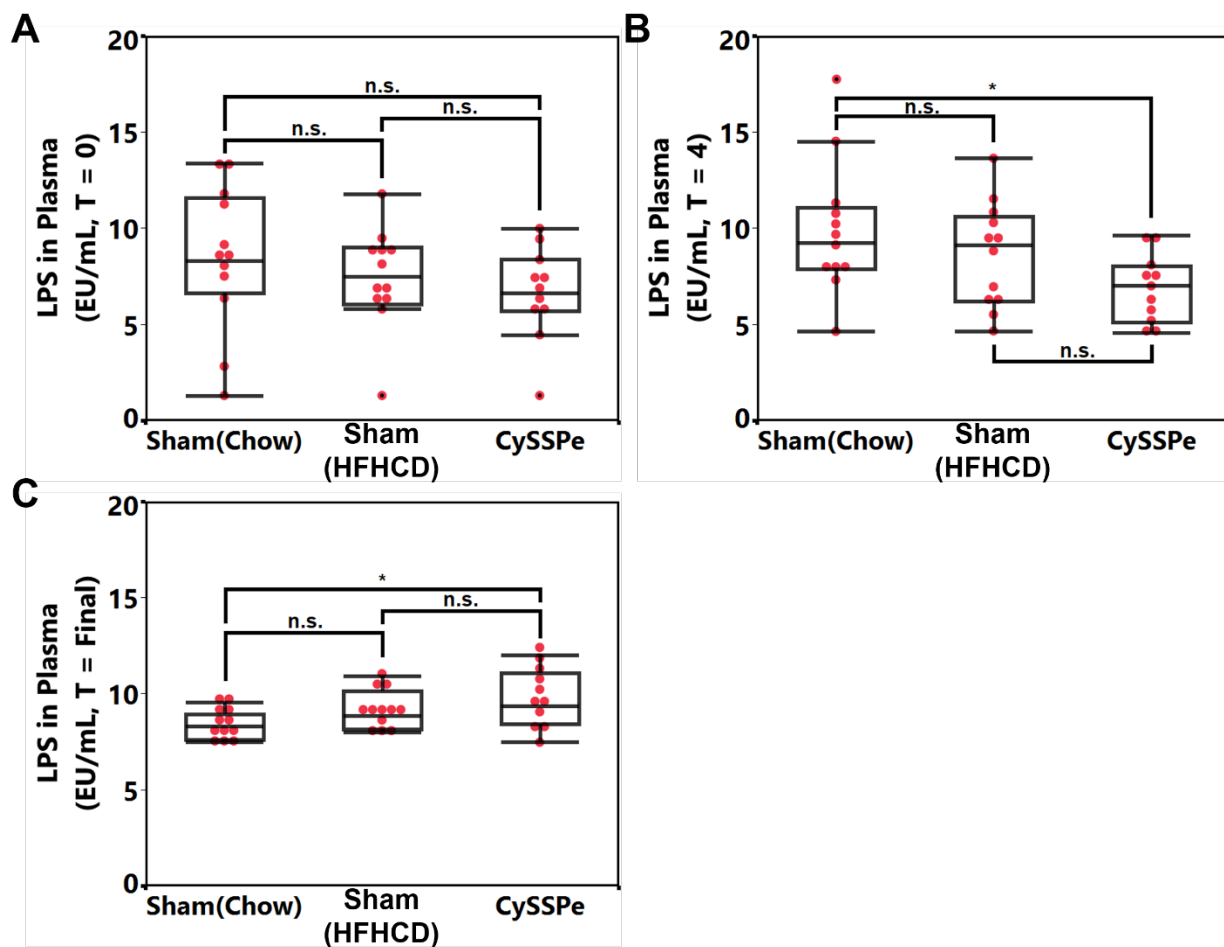 A
LPS in Plasma
(EU/mL, T = 0)
20
15
10
5
0
n.s.
n.s.
n.s.
Sham(Chow)
Sham
(HFHCD)
CySSPe
B
LPS in Plasma
(EU/mL, T = 4)
20
15
10
5
0
*
n.s.
n.s.
Sham(Chow)
Sham
(HFHCD)
CySSPe
C
LPS in Plasma
(EU/mL, T = Final)
20
15
10
5
0
*
n.s.
n.s.
Sham(Chow)
Sham
(HFHCD)
CySSPe